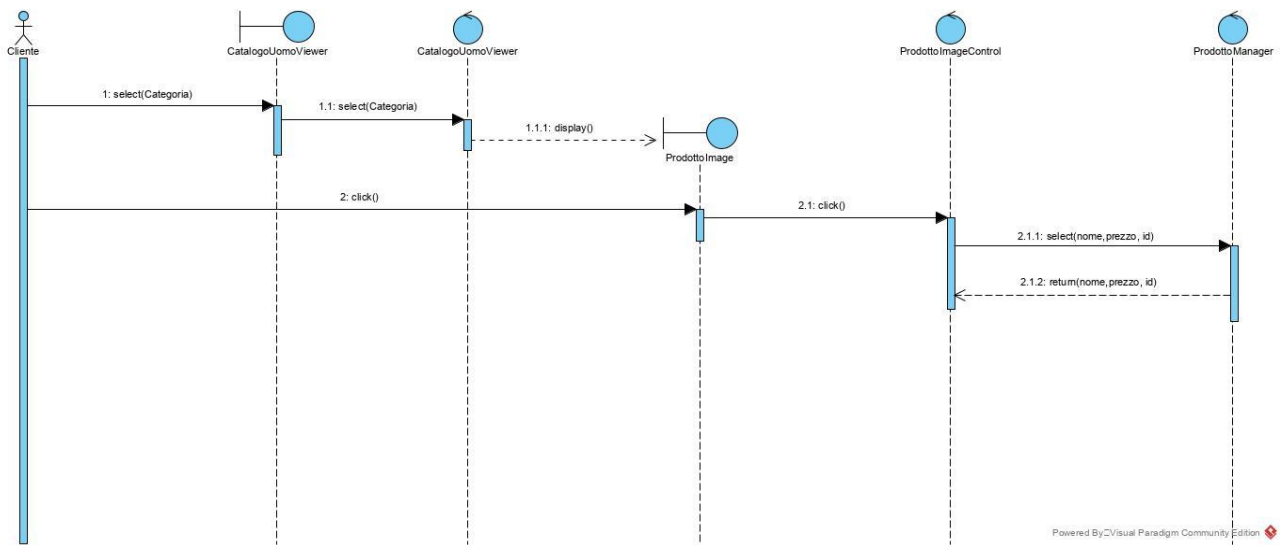 Cliente
CatalogoUomoViewer
CatalogoUomoViewer
ProdottoImageControl
ProdottoManager
1: select(Categoria)
1.1: select(Categoria)
1.1.1: display()
ProdottoImage
2: click()
2.1: click()
2.1.1: select(nome,prezzo, id)
2.1.2: return(nome,prezzo, id)
Powered By Visual Paradigm Community Edition